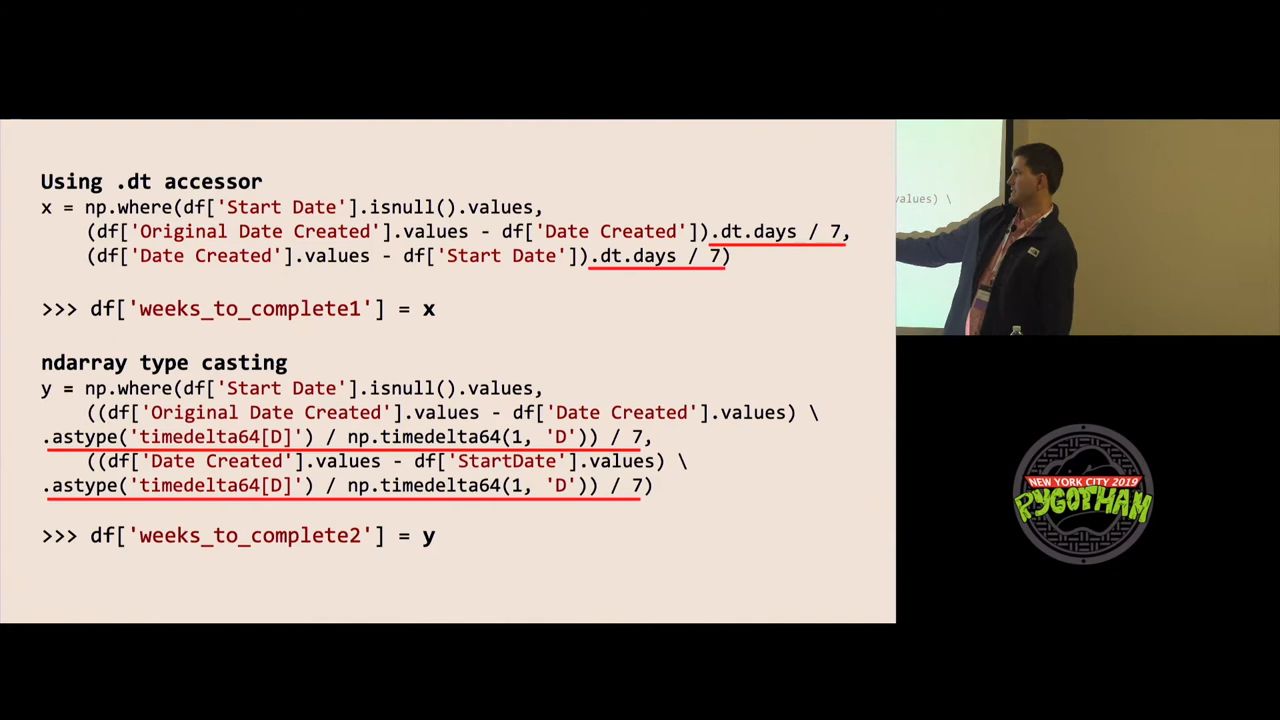 Using .dt accessor
x = np.where(df['Start Date'].isnull().values,
(df['Original Date Created'].values - df['Date Created']).dt.days / 7,
(df['Date Created'].values - df['Start Date']).dt.days / 7)
>>> df['weeks_to_complete1'] = x
ndarray type casting
y = np.where(df['Start Date'].isnull().values,
((df['Original Date Created'].values - df['Date Created'].values) \
.astype('timedelta64[D]') / np.timedelta64(1, 'D')) / 7,
((df['Date Created'].values - df['StartDate'].values) \
.astype('timedelta64[D]') / np.timedelta64(1, 'D')) / 7)
>>> df['weeks_to_complete2'] = y
values) \
NEW YORK CITY 2019
PYGOTHAM